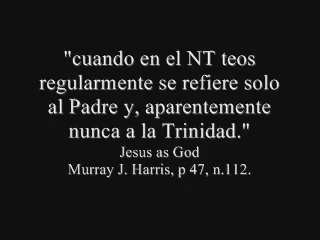 "cuando en el NT teos
regularmente se refiere solo
al Padre y, aparentemente
nunca a la Trinidad."
Jesus as God
Murray J. Harris, p 47, n.112.